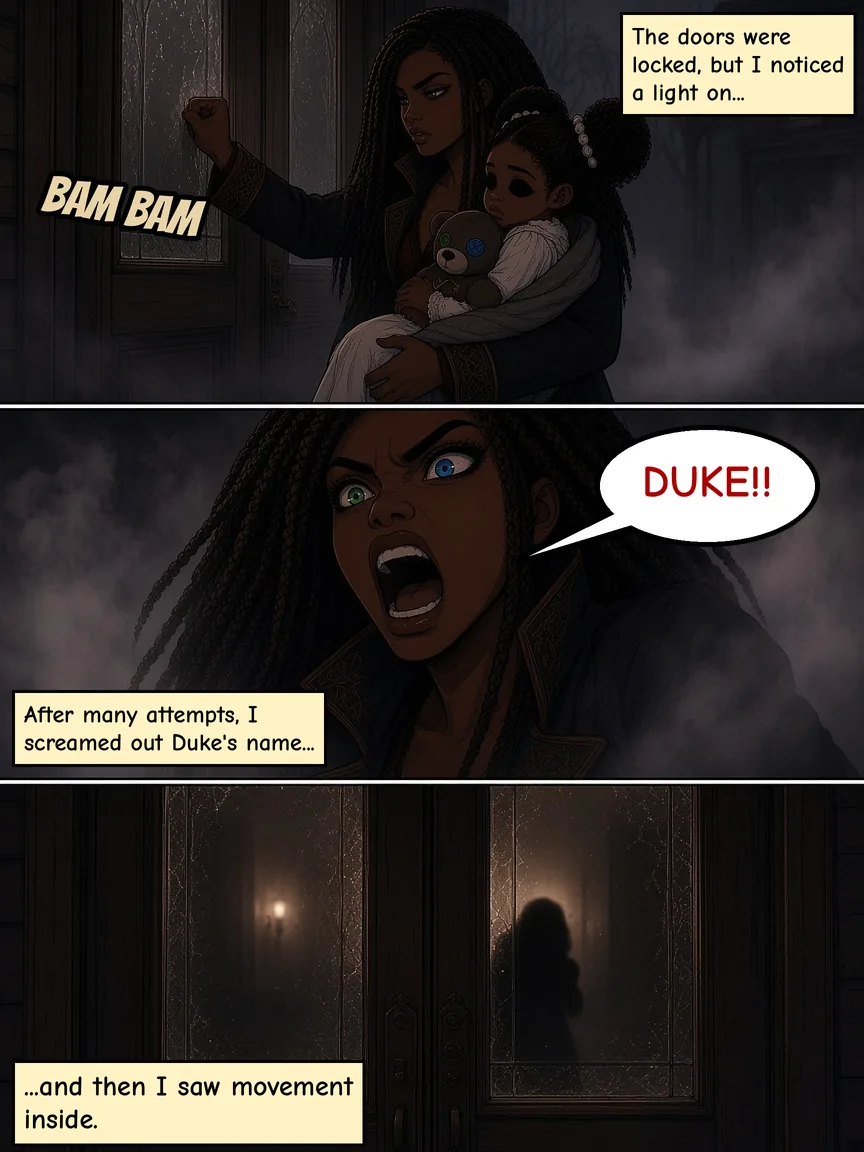 The doors were
locked, but I noticed
a light on...
BAM BAM
DUKE!!
After many attempts, I
screamed out Duke's name...
...and then I saw movement
inside.